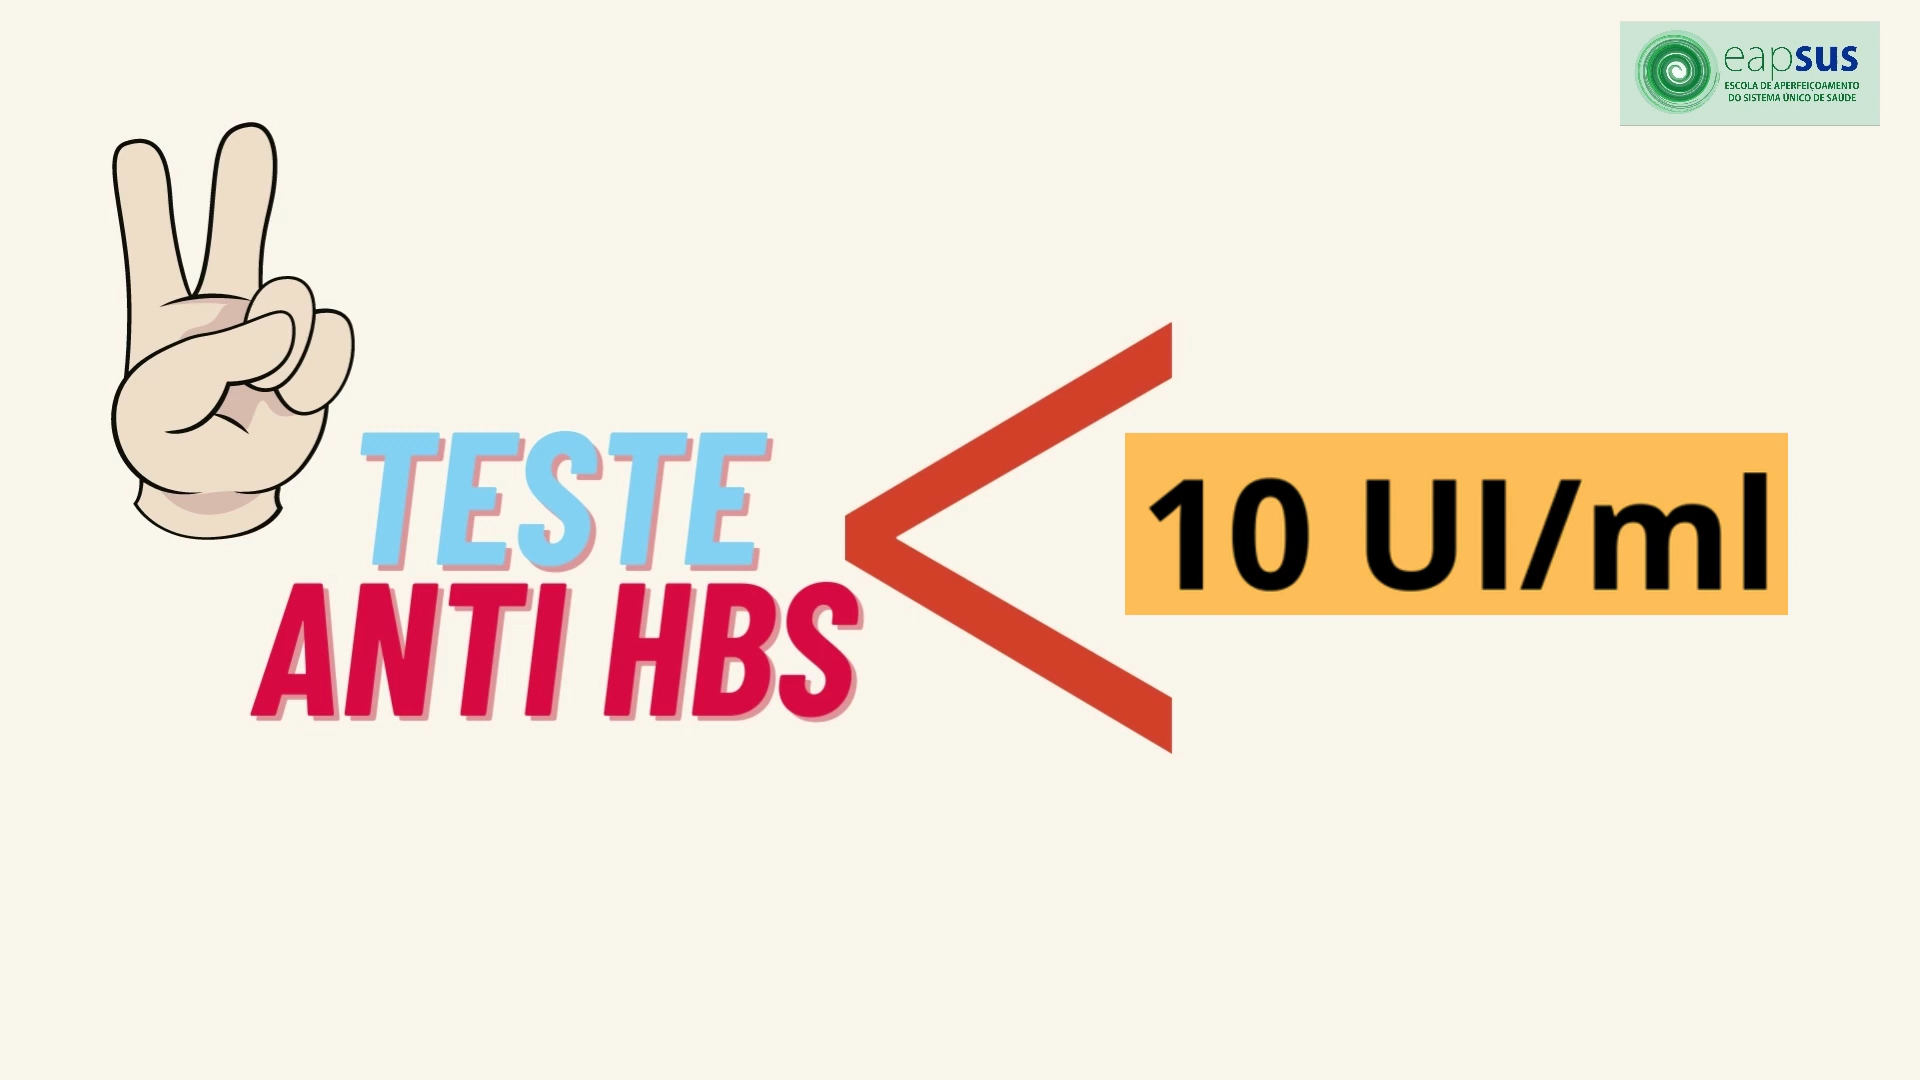 eapsus
ESCOLA DE APERFEIÇOAMENTO
DO SISTEMA ÚNICO DE SAÚDE
TESTE
ANTI HBS
<
10 UI/ml